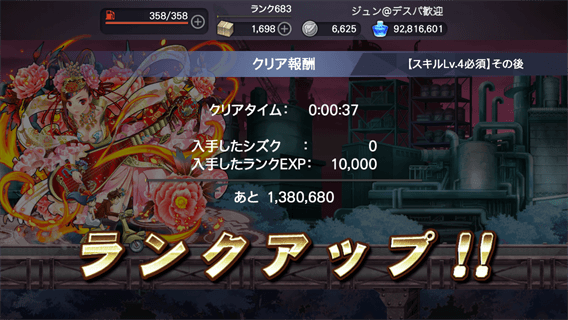 358/358
ランク683
1,698
6,625
ジュン@デスパ歓迎
92,816,601
クリア報酬
【スキルLv.4必須】その後
クリアタイム： 0:00:37
入手したシズク ： 0
入手したランクEXP： 10,000
あと 1,380,680
ランクアップ!!